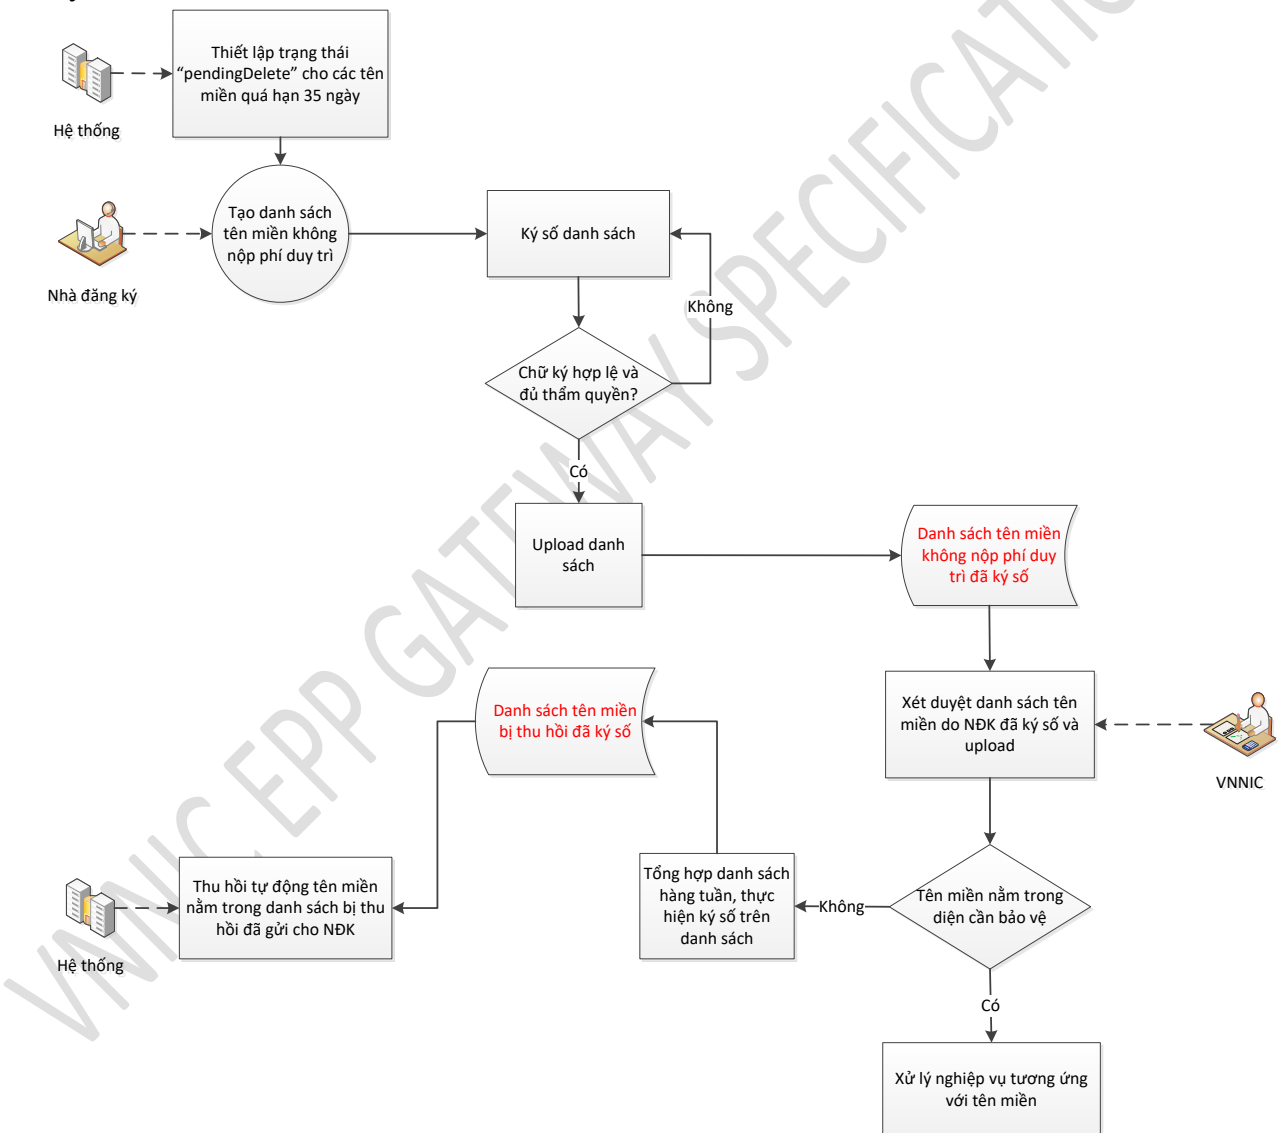 Thiết lập trạng thái
“pendingDelete” cho các tên
miền quá hạn 35 ngày
Hệ thống
Tạo danh sách
tên miền không
nộp phí duy trì
Nhà đăng ký
Ký số danh sách
Không
Chữ ký hợp lệ và
đủ thẩm quyền?
Có
Upload danh
sách
Danh sách tên miền
không nộp phí duy
trì đã ký số
Xét duyệt danh sách tên
miền do NĐK đã ký số và
upload
VNNIC
Danh sách tên miền
bị thu hồi đã ký số
Tên miền nằm trong
diện cần bảo vệ
Không
Tổng hợp danh sách
hàng tuần, thực
hiện ký số trên
danh sách
Thu hồi tự động tên miền
nằm trong danh sách bị thu
hồi đã gửi cho NĐK
Hệ thống
Có
Xử lý nghiệp vụ tương ứng
với tên miền
VNNIC EPP GATEWAY SPECIFICATIO